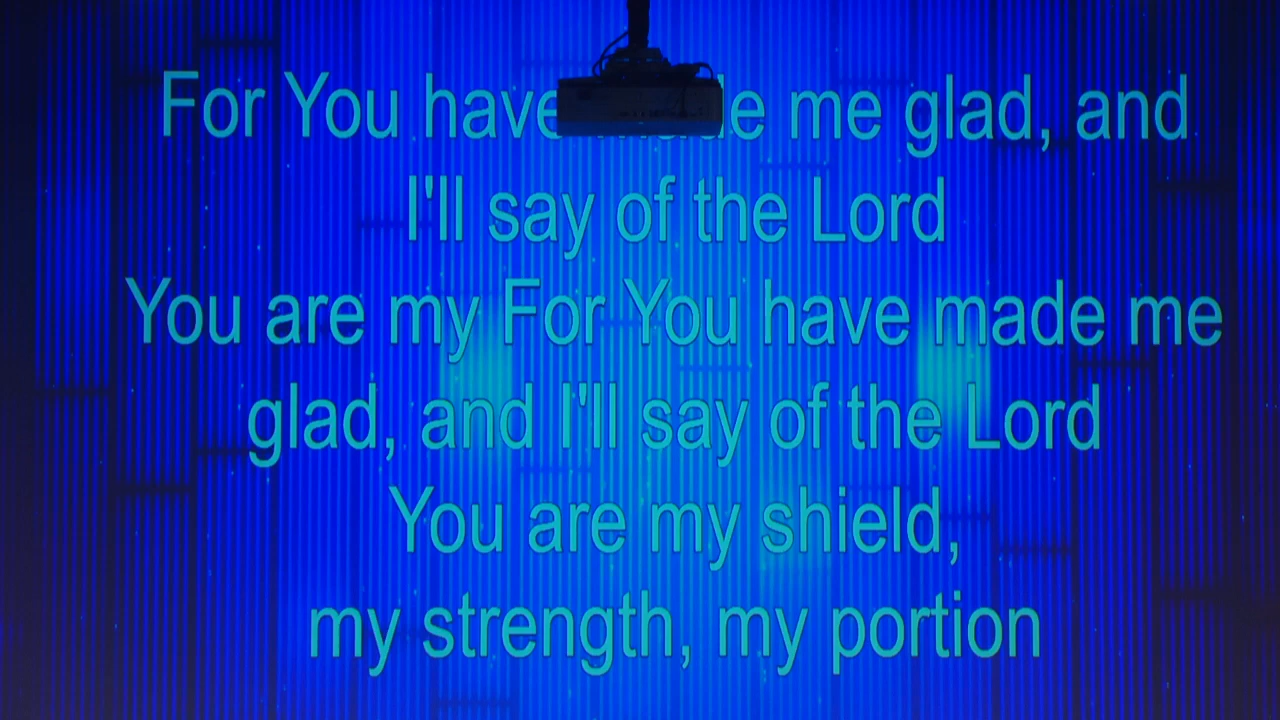 For You have made me glad, and
I'll say of the Lord
You are my For You have made me
glad, and I'll say of the Lord
You are my shield,
my strength, my portion